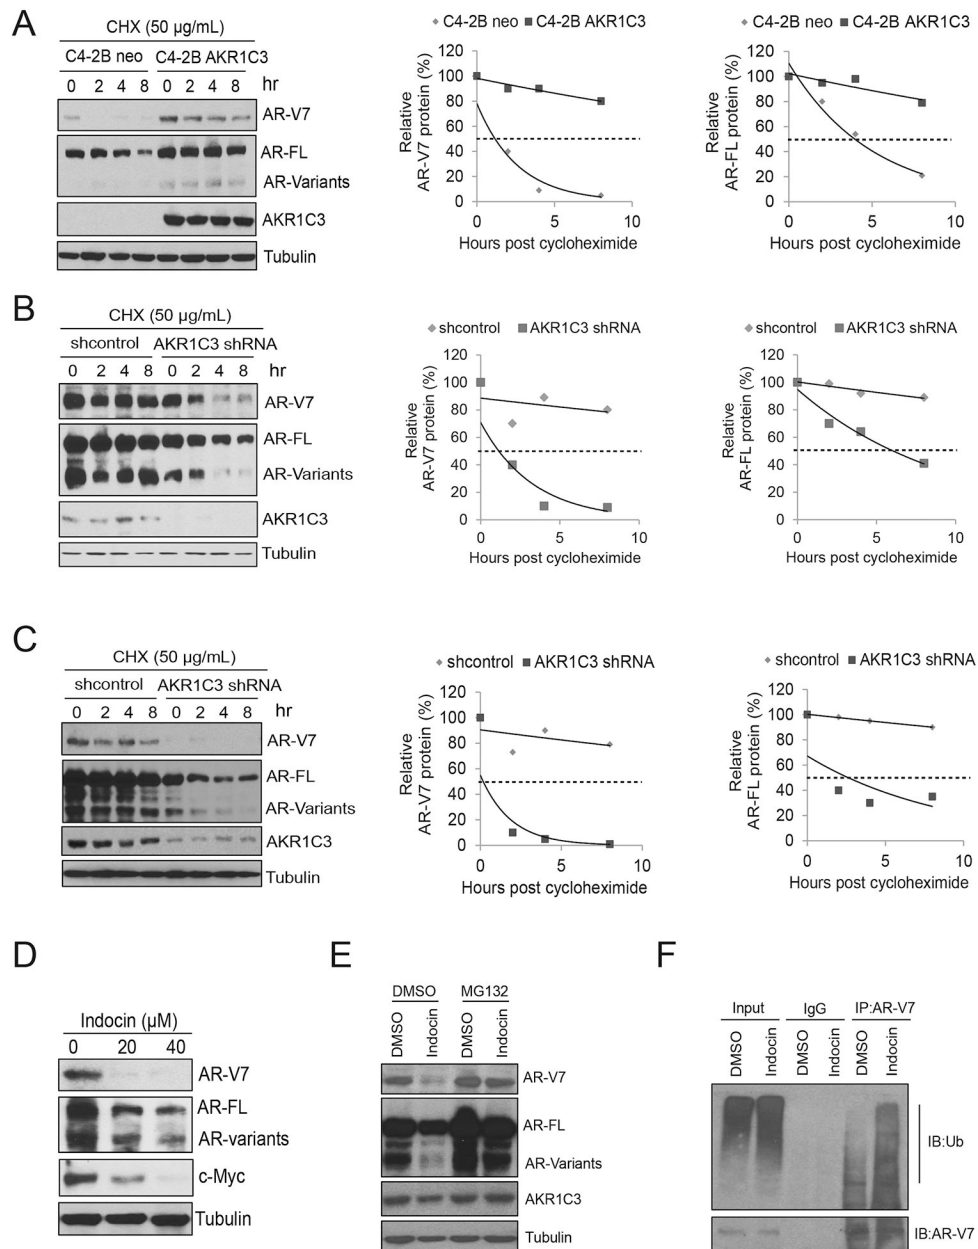 A
CHX (50 µg/mL)
C4-2B neo C4-2B AKR1C3
0 2 4 8 0 2 4 8 hr
AR-V7
AR-FL
AR-Variants
AKR1C3
Tubulin
C4-2B neo C4-2B AKR1C3
Relative
AR-V7 protein (%)
120
100
80
60
40
20
0
0 5 10
Hours post cycloheximide
C4-2B neo C4-2B AKR1C3
Relative
AR-FL protein (%)
120
100
80
60
40
20
0
0 5 10
Hours post cycloheximide
B
CHX (50 µg/mL)
shcontrol AKR1C3 shRNA
0 2 4 8 0 2 4 8 hr
AR-V7
AR-FL
AR-Variants
AKR1C3
Tubulin
shcontrol AKR1C3 shRNA
Relative
AR-V7 protein (%)
120
100
80
60
40
20
0
0 5 10
Hours post cycloheximide
shcontrol AKR1C3 shRNA
Relative
AR-FL protein (%)
120
100
80
60
40
20
0
0 5 10
Hours post cycloheximide
C
CHX (50 µg/mL)
shcontrol AKR1C3 shRNA
0 2 4 8 0 2 4 8 hr
AR-V7
AR-FL
AR-Variants
AKR1C3
Tubulin
shcontrol AKR1C3 shRNA
Relative
AR-V7 protein (%)
120
100
80
60
40
20
0
0 5 10
Hours post cycloheximide
shcontrol AKR1C3 shRNA
Relative
AR-FL protein (%)
120
100
80
60
40
20
0
0 5 10
Hours post cycloheximide
D
Indocin (µM)
0 20 40
AR-V7
AR-FL
AR-variants
c-Myc
Tubulin
E
DMSO MG132
DMSO Indocin DMSO Indocin
AR-V7
AR-FL
AR-Variants
AKR1C3
Tubulin
F
Input IgG IP:AR-V7
DMSO Indocin DMSO Indocin DMSO Indocin
IB:Ub
IB:AR-V7